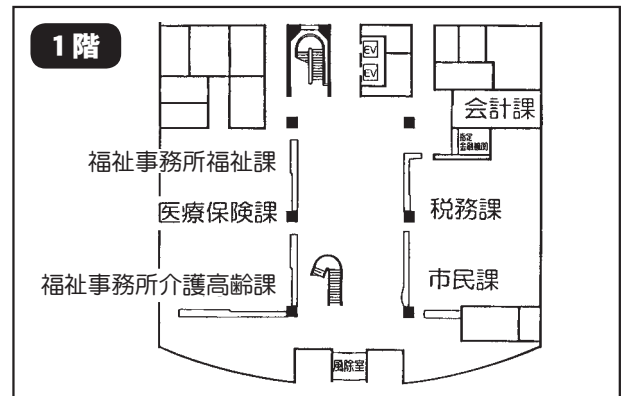 1階
EV
EV
会計課
指定
金融機関
福祉事務所福祉課
医療保険課
税務課
福祉事務所介護高齢課
市民課
風除室